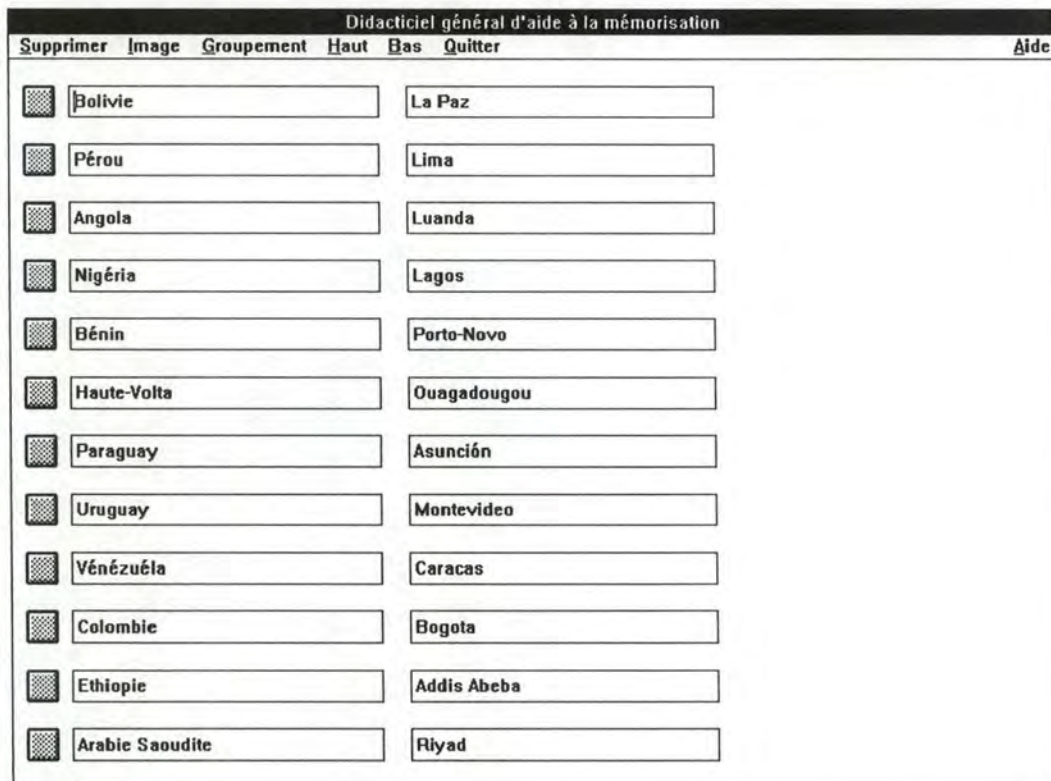 Didacticiel général d'aide à la mémorisation
Supprimer Image Groupement Haut Bas Quitter Aide
Bolivie La Paz
Pérou Lima
Angola Luanda
Nigéria Lagos
Bénin Porto-Novo
Haute-Volta Ouagadougou
Paraguay Asunción
Uruguay Montevideo
Vénézuéla Caracas
Colombie Bogota
Ethiopie Addis Abeba
Arabie Saoudite Riyad